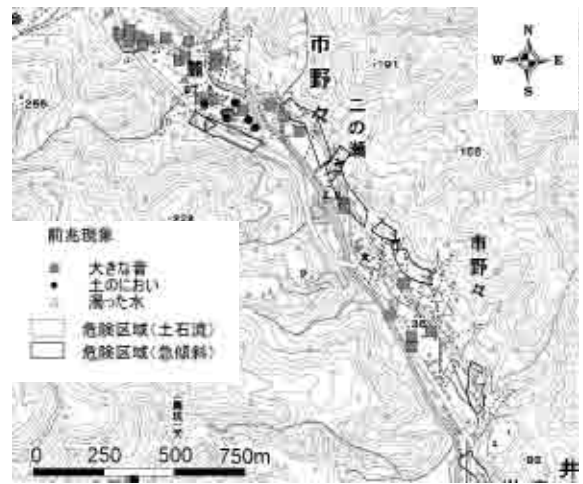 N
W E
S
市野々
二の瀬
191
市野々
前兆現象
大きな音
土のにおい
濁った水
危険区域(土石流)
危険区域(急傾斜)
0 250 500 750m
井